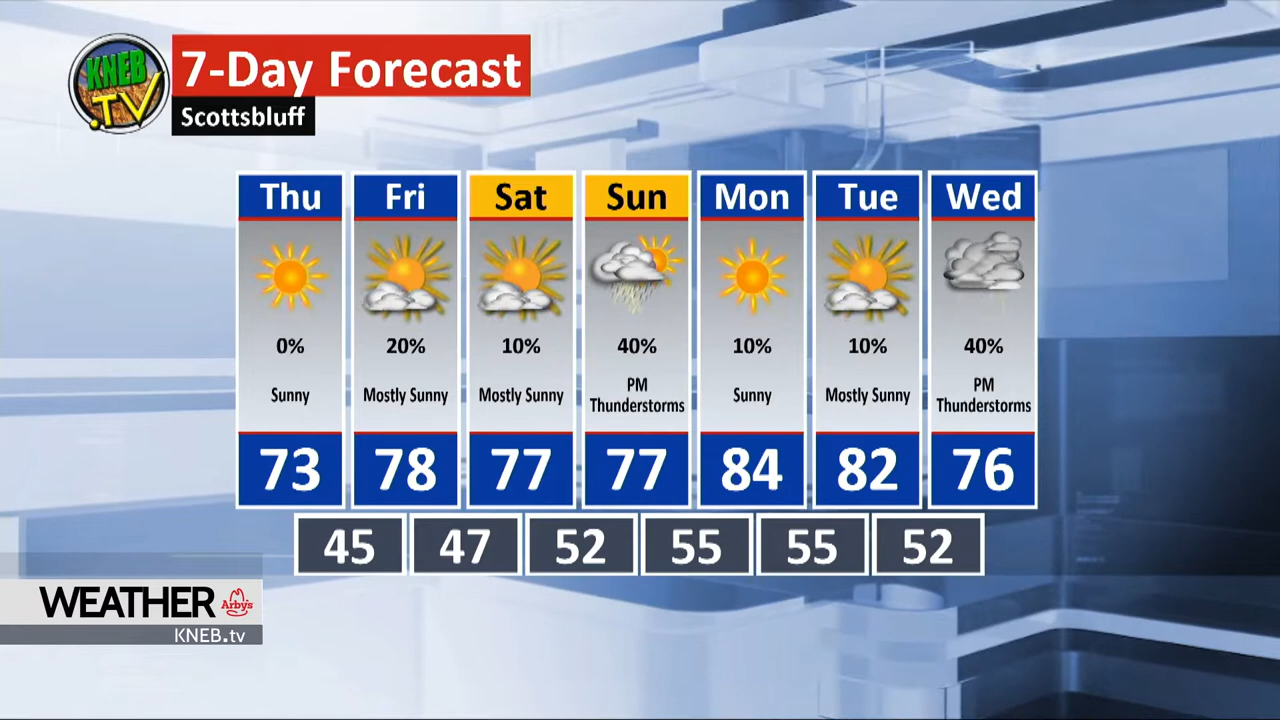 KNEB
.TV
7-Day Forecast
Scottsbluff
Thu Fri Sat Sun Mon Tue Wed
0% 20% 10% 40% 10% 10% 40%
Sunny Mostly Sunny Mostly Sunny PM Thunderstorms Sunny Mostly Sunny PM Thunderstorms
73 78 77 77 84 82 76
45 47 52 55 55 52
WEATHER Arby's
KNEB.tv